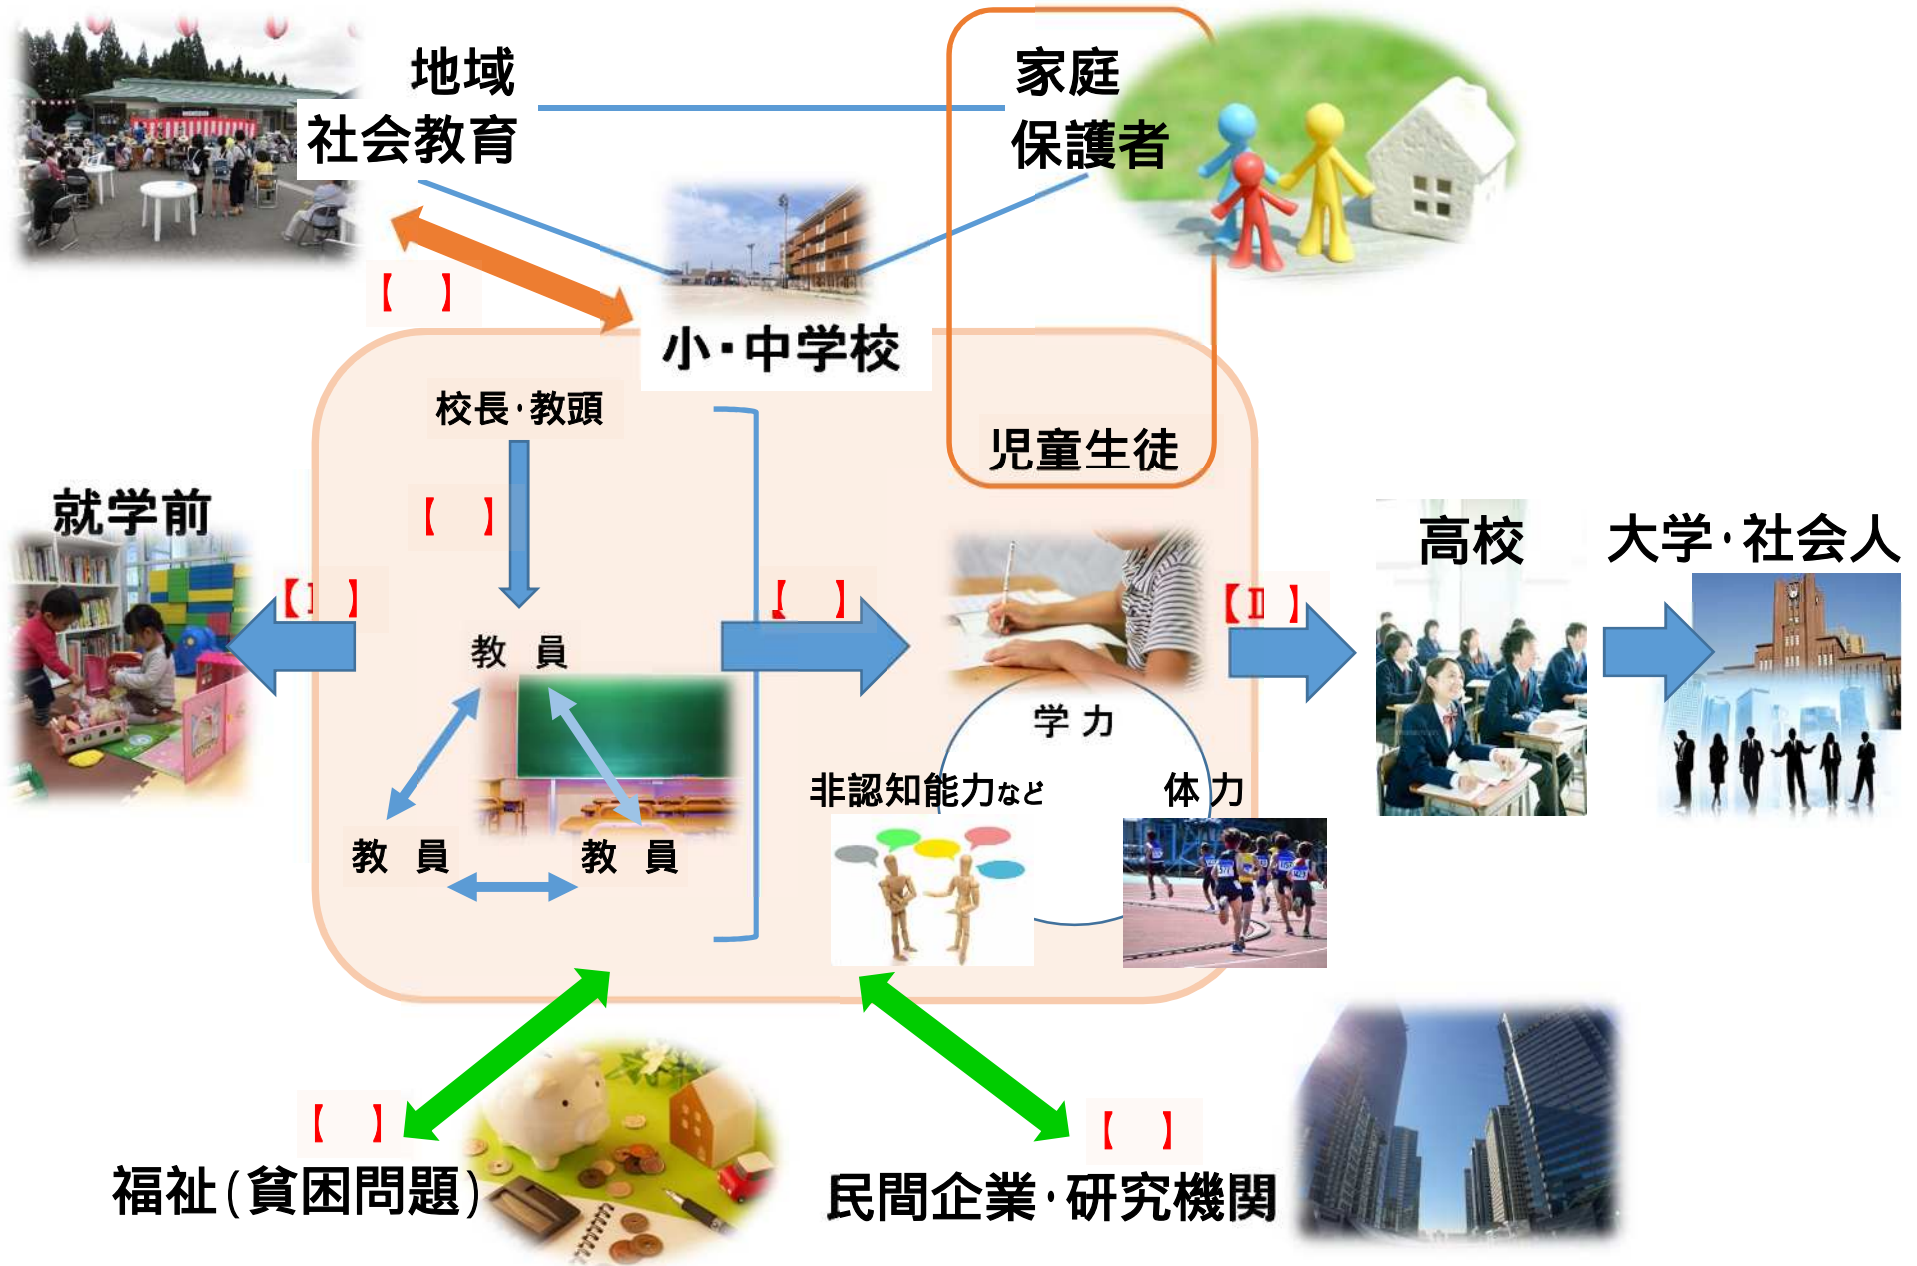 地域
社会教育
家庭
保護者
【　】
小・中学校
校長・教頭
児童生徒
就学前
【　】
高校
大学・社会人
【　】
【　】
【　】
教　員
学 力
非認知能力など
体 力
教　員
教　員
【　】
【　】
福祉(貧困問題)
民間企業・研究機関